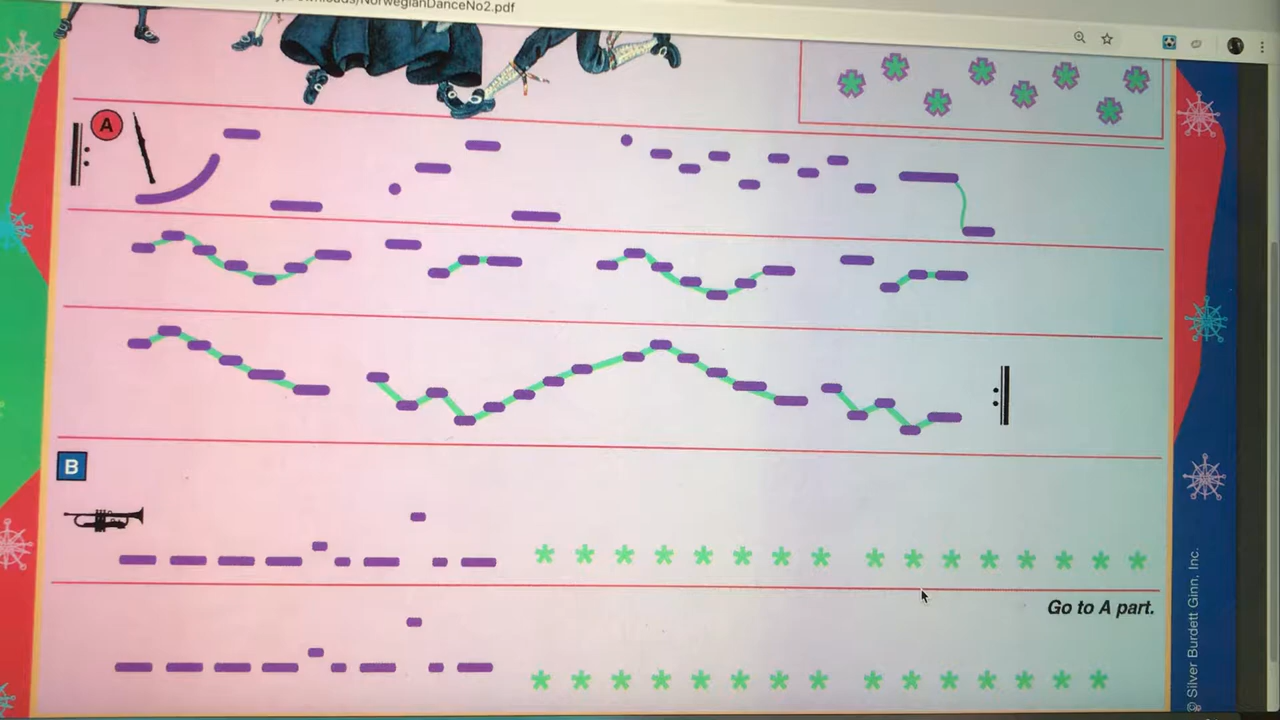 NorwegianDanceNo2.pdf
A
B
Go to A part.
© Silver Burdett Ginn, Inc.